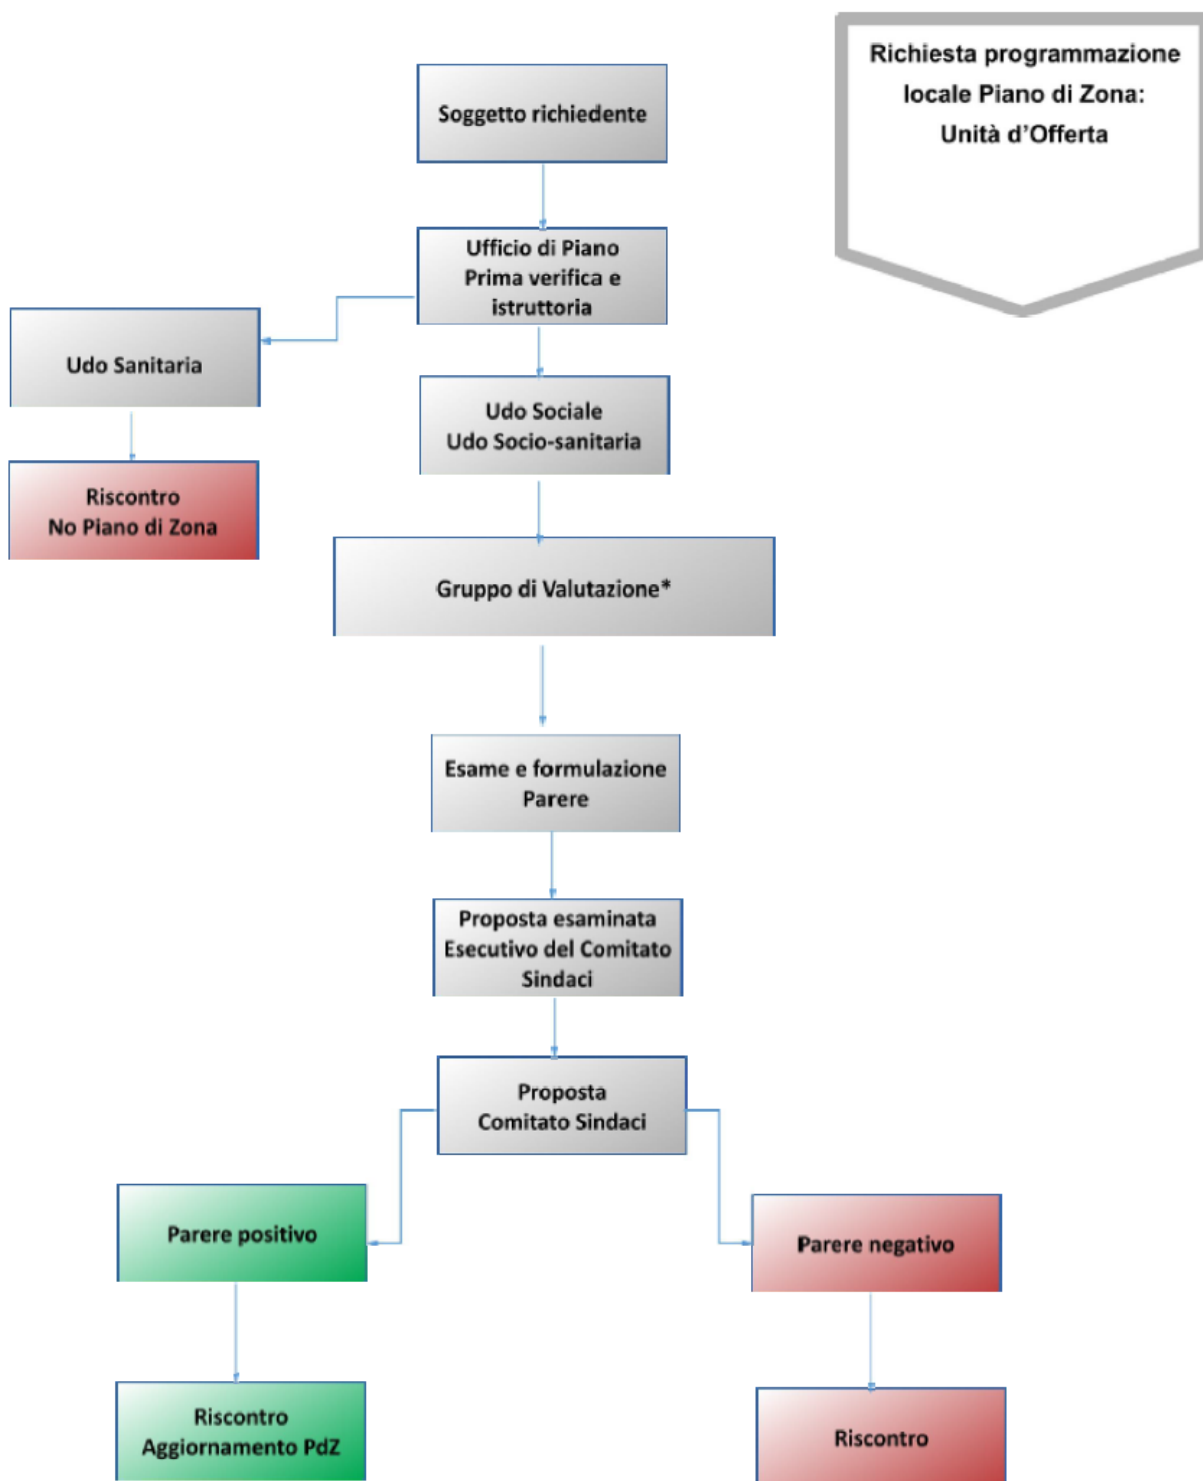 Richiesta programmazione
locale Piano di Zona:
Unità d'Offerta
Soggetto richiedente
Ufficio di Piano
Prima verifica e
istruttoria
Udo Sanitaria
Udo Sociale
Udo Socio-sanitaria
Riscontro
No Piano di Zona
Gruppo di Valutazione*
Esame e formulazione
Parere
Proposta esaminata
Esecutivo del Comitato
Sindaci
Proposta
Comitato Sindaci
Parere positivo
Parere negativo
Riscontro
Aggiornamento PdZ
Riscontro